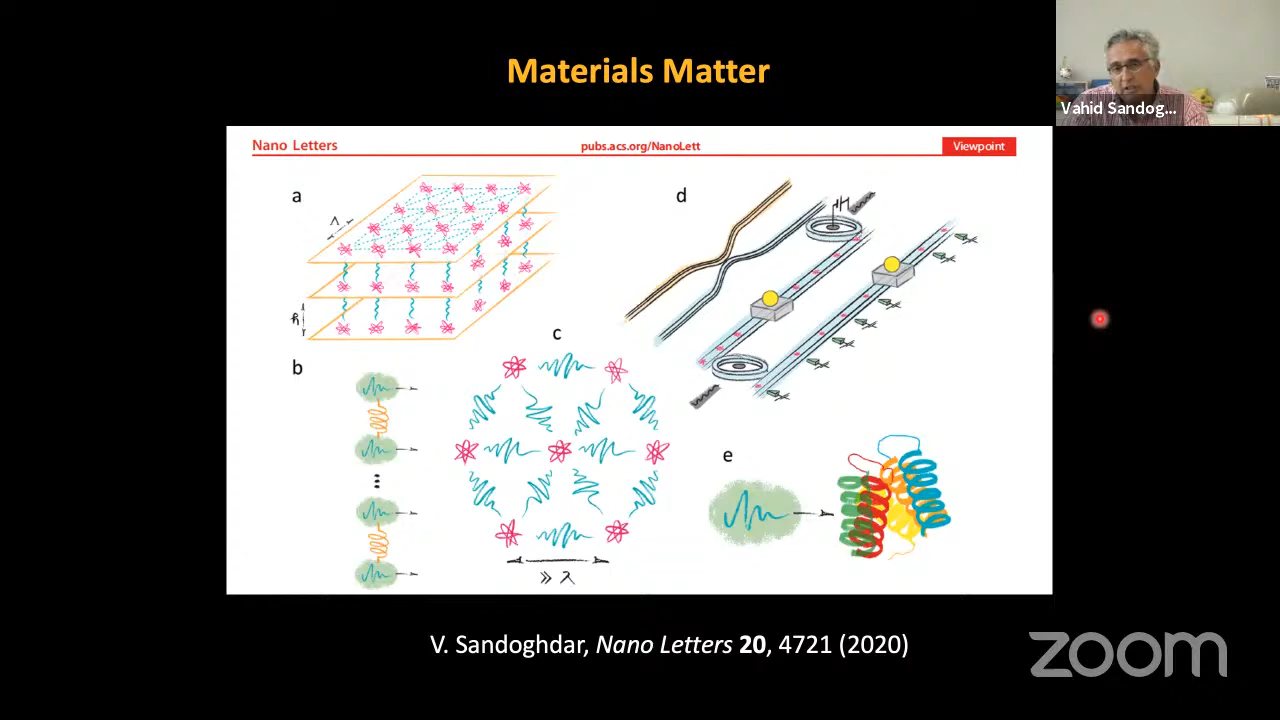 Materials Matter
Vahid Sandog...
Nano Letters
pubs.acs.org/NanoLett
Viewpoint
a
Λ
b
c
≫ λ
d
e
V. Sandoghdar, Nano Letters 20, 4721 (2020)
zoom